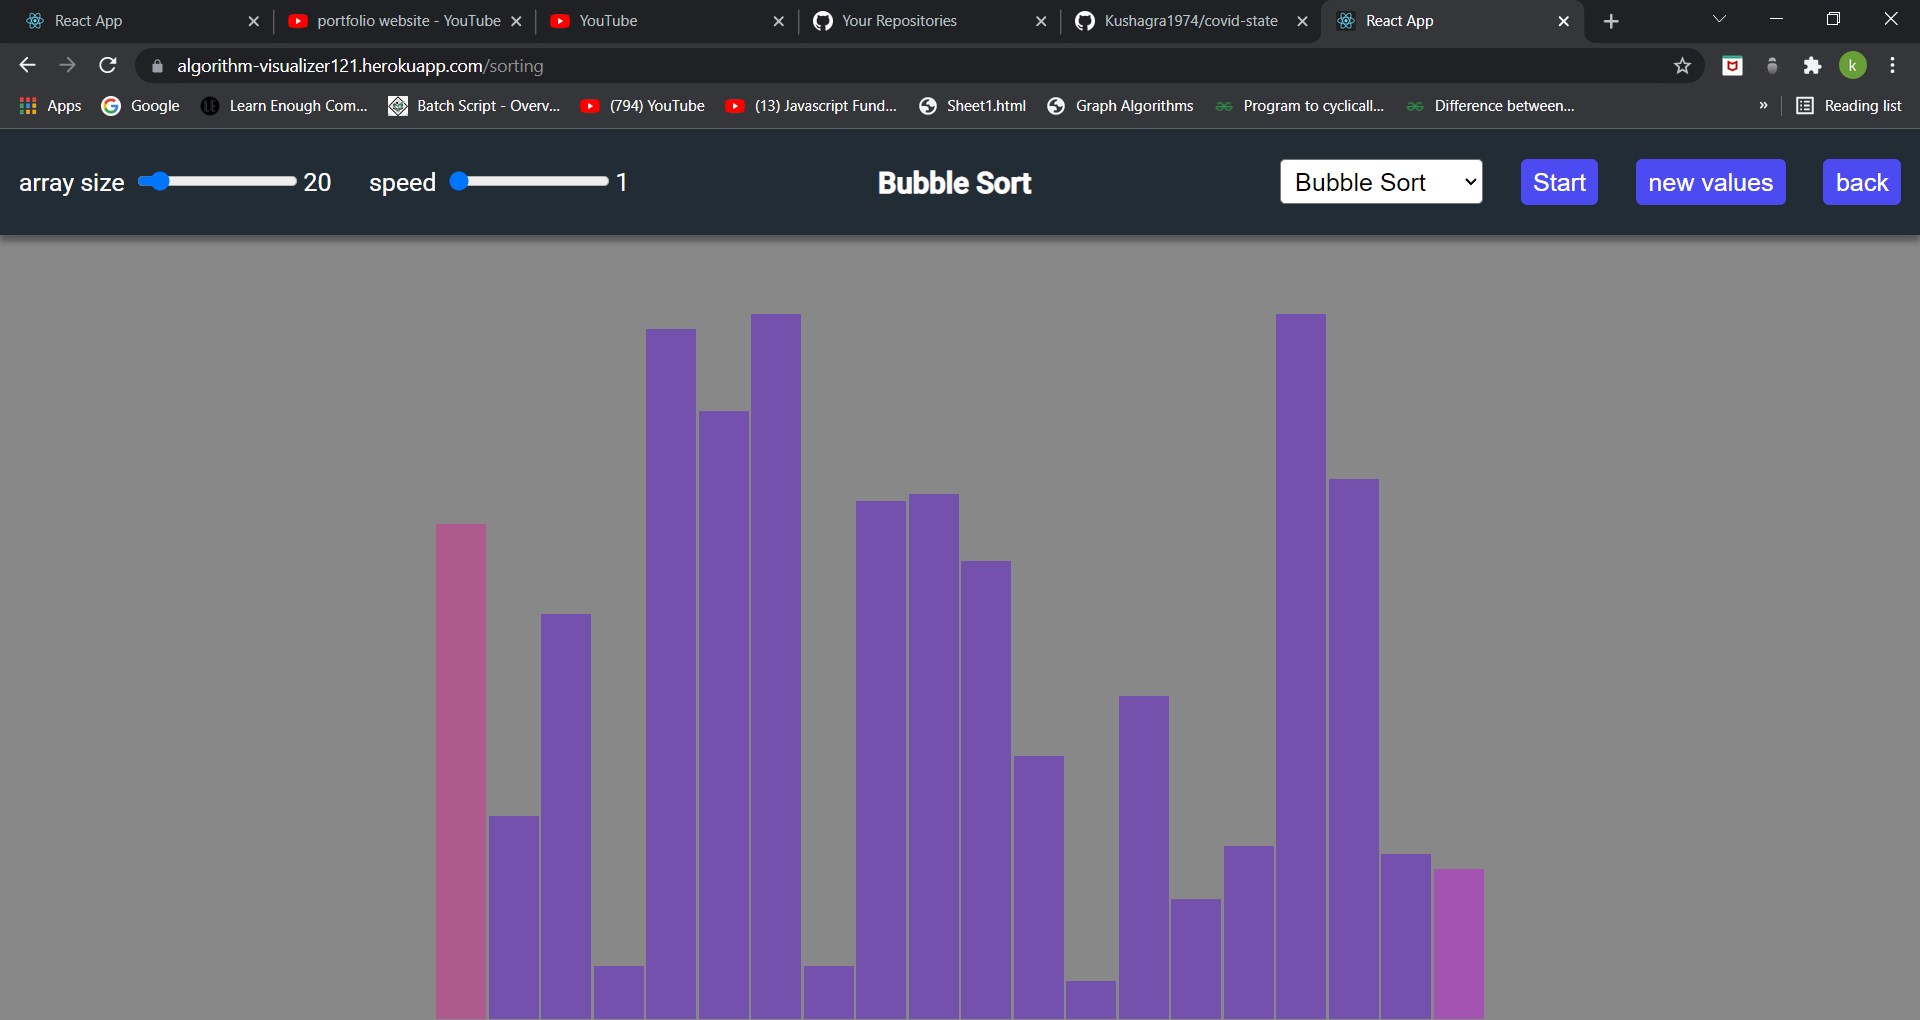 React App
portfolio website - YouTube
YouTube
Your Repositories
Kushagra1974/covid-state
React App
algorithm-visualizer121.herokuapp.com/sorting
k
Apps
Google
LE
Learn Enough Com...
Batch Script - Overv...
(794) YouTube
(13) Javascript Fund...
Sheet1.html
Graph Algorithms
Program to cyclicall...
Difference between...
»
Reading list
array size
20
speed
1
Bubble Sort
Bubble Sort
Start
new values
back